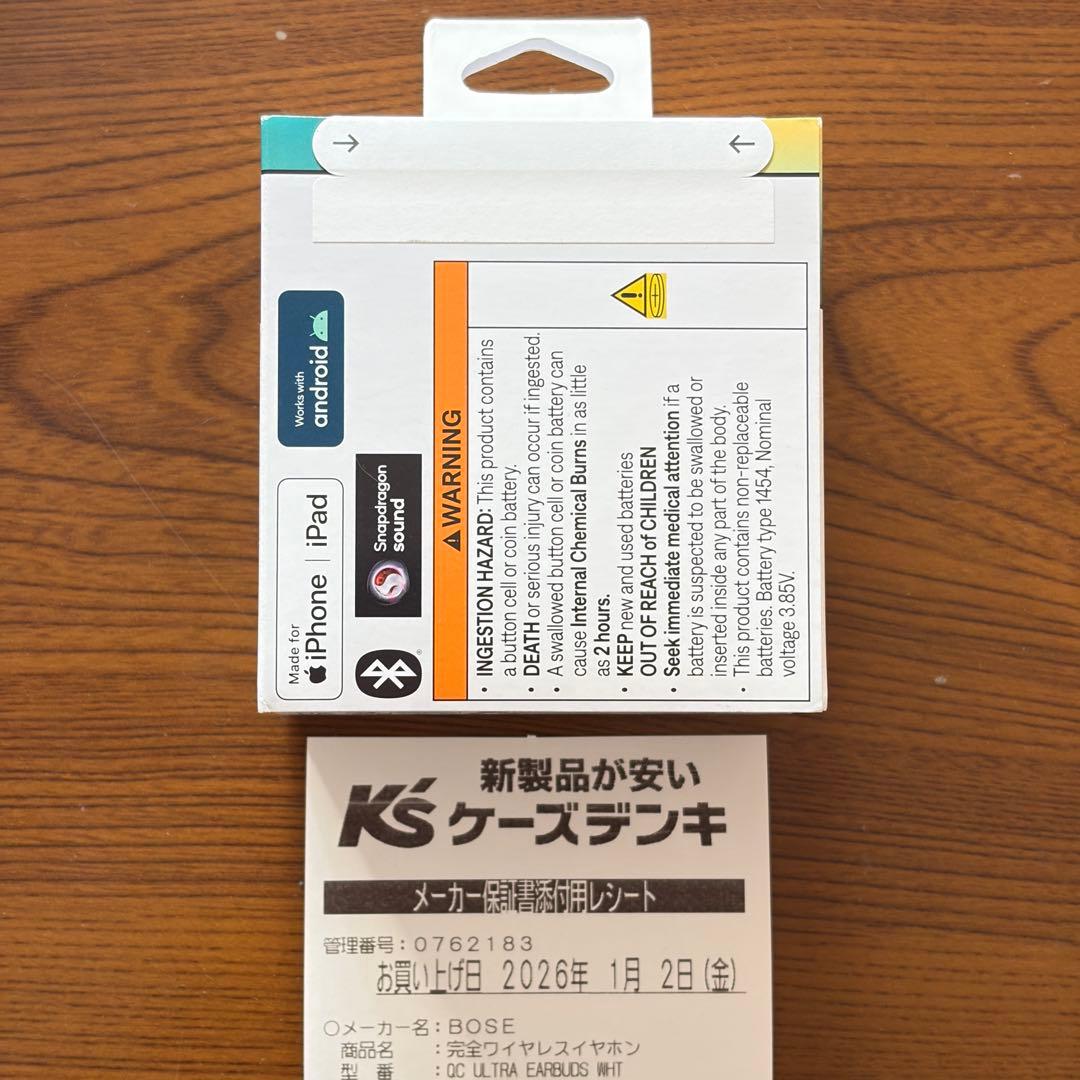 Works with
android
Made for
iPhone | iPad
Snapdragon
sound
®
WARNING
• INGESTION HAZARD: This product contains
a button cell or coin battery.
• DEATH or serious injury can occur if ingested.
• A swallowed button cell or coin battery can
cause Internal Chemical Burns in as little
as 2 hours.
• KEEP new and used batteries
OUT OF REACH of CHILDREN
• Seek immediate medical attention if a
battery is suspected to be swallowed or
inserted inside any part of the body.
• This product contains non-replaceable
batteries. Battery type 1454, Nominal
voltage 3.85V.
新製品が安い
K's ケーズデンキ
メーカー保証書添付用レシート
管理番号:0762183
お買い上げ日 2026年 1月 2日(金)
○メーカー名:BOSE
商品名 :完全ワイヤレスイヤホン
型 番 :QC ULTRA EARBUDS WHT